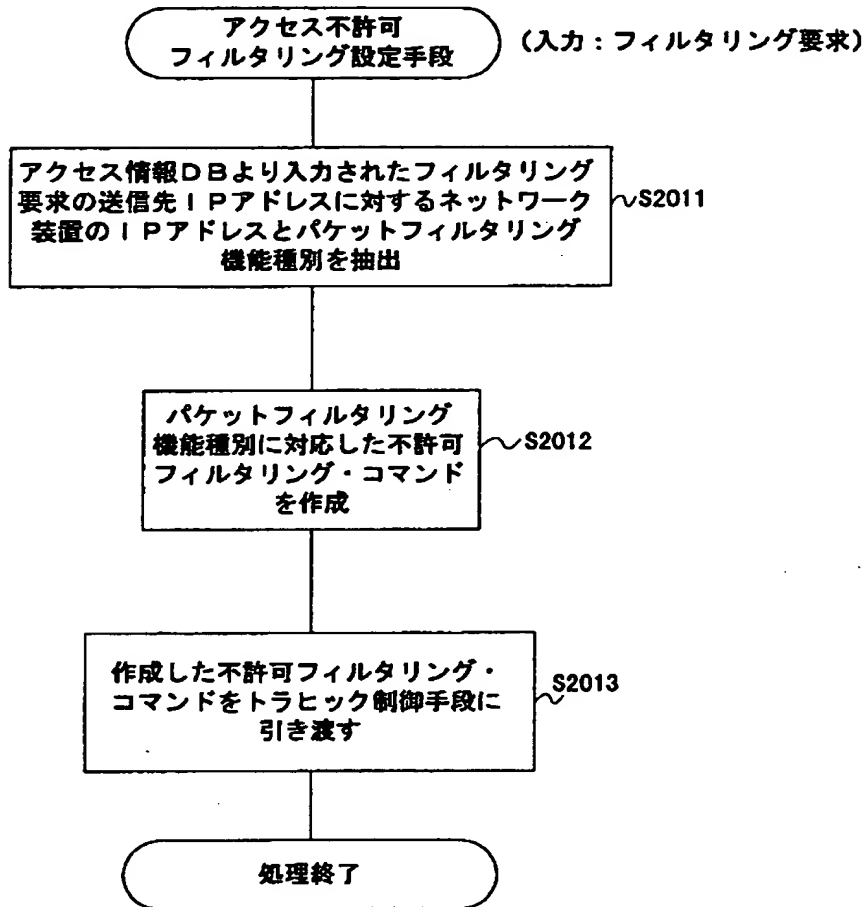 アクセス不許可
フィルタリング設定手段
(入力：フィルタリング要求)
アクセス情報DBより入力されたフィルタリング
要求の送信先IPアドレスに対するネットワーク
装置のIPアドレスとパケットフィルタリング
機能種別を抽出
S2011
パケットフィルタリング
機能種別に対応した不許可
フィルタリング・コマンド
を作成
S2012
作成した不許可フィルタリング・
コマンドをトラヒック制御手段に
引き渡す
S2013
処理終了